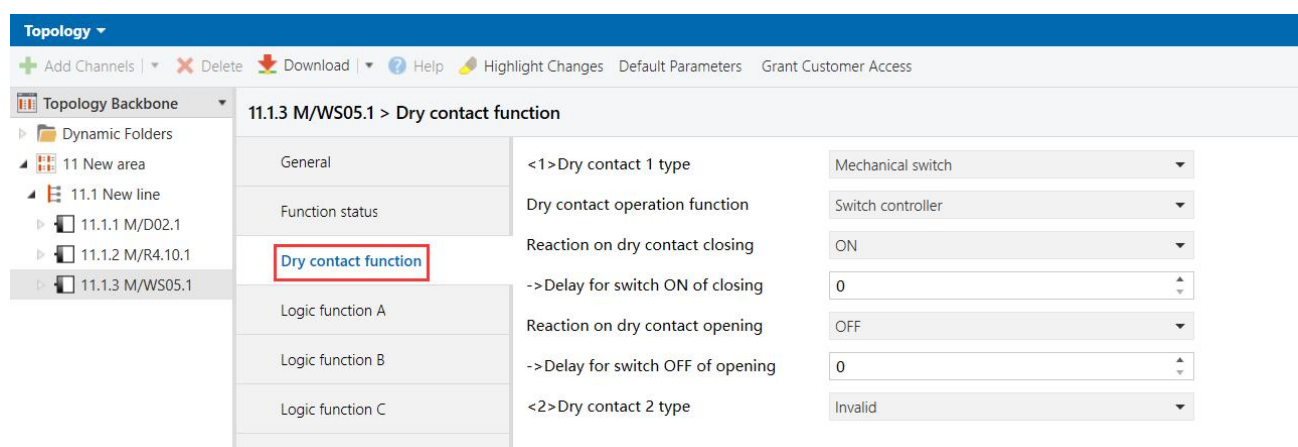 Topology
Add Channels Delete Download Help Highlight Changes Default Parameters Grant Customer Access
Topology Backbone
Dynamic Folders
11 New area
11.1 New line
11.1.1 M/D02.1
11.1.2 M/R4.10.1
11.1.3 M/WS05.1
11.1.3 M/WS05.1 > Dry contact function
General
Function status
Dry contact function
Logic function A
Logic function B
Logic function C
<1>Dry contact 1 type Mechanical switch
Dry contact operation function Switch controller
Reaction on dry contact closing ON
->Delay for switch ON of closing 0
Reaction on dry contact opening OFF
->Delay for switch OFF of opening 0
<2>Dry contact 2 type Invalid